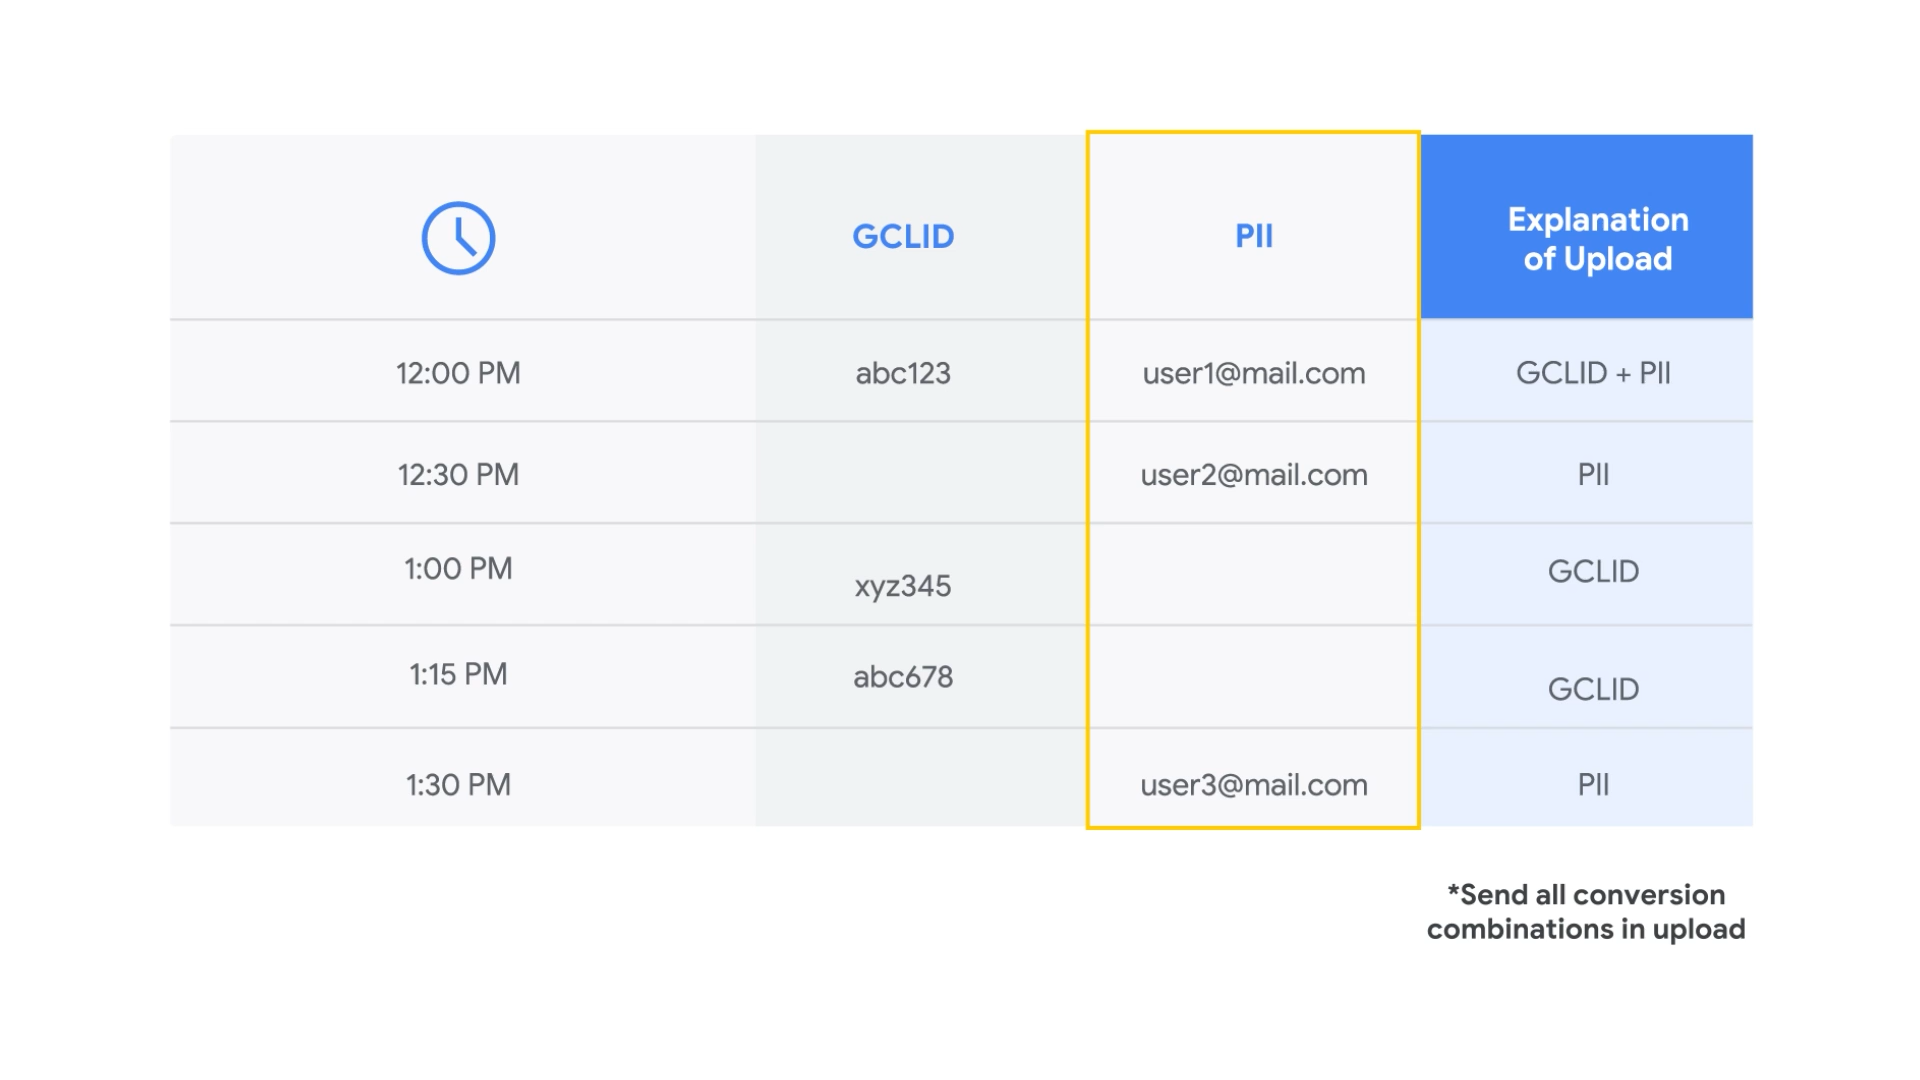 GCLID
PII
Explanation
of Upload
12:00 PM
abc123
user1@mail.com
GCLID + PII
12:30 PM
user2@mail.com
PII
1:00 PM
xyz345
GCLID
1:15 PM
abc678
GCLID
1:30 PM
user3@mail.com
PII
*Send all conversion
combinations in upload